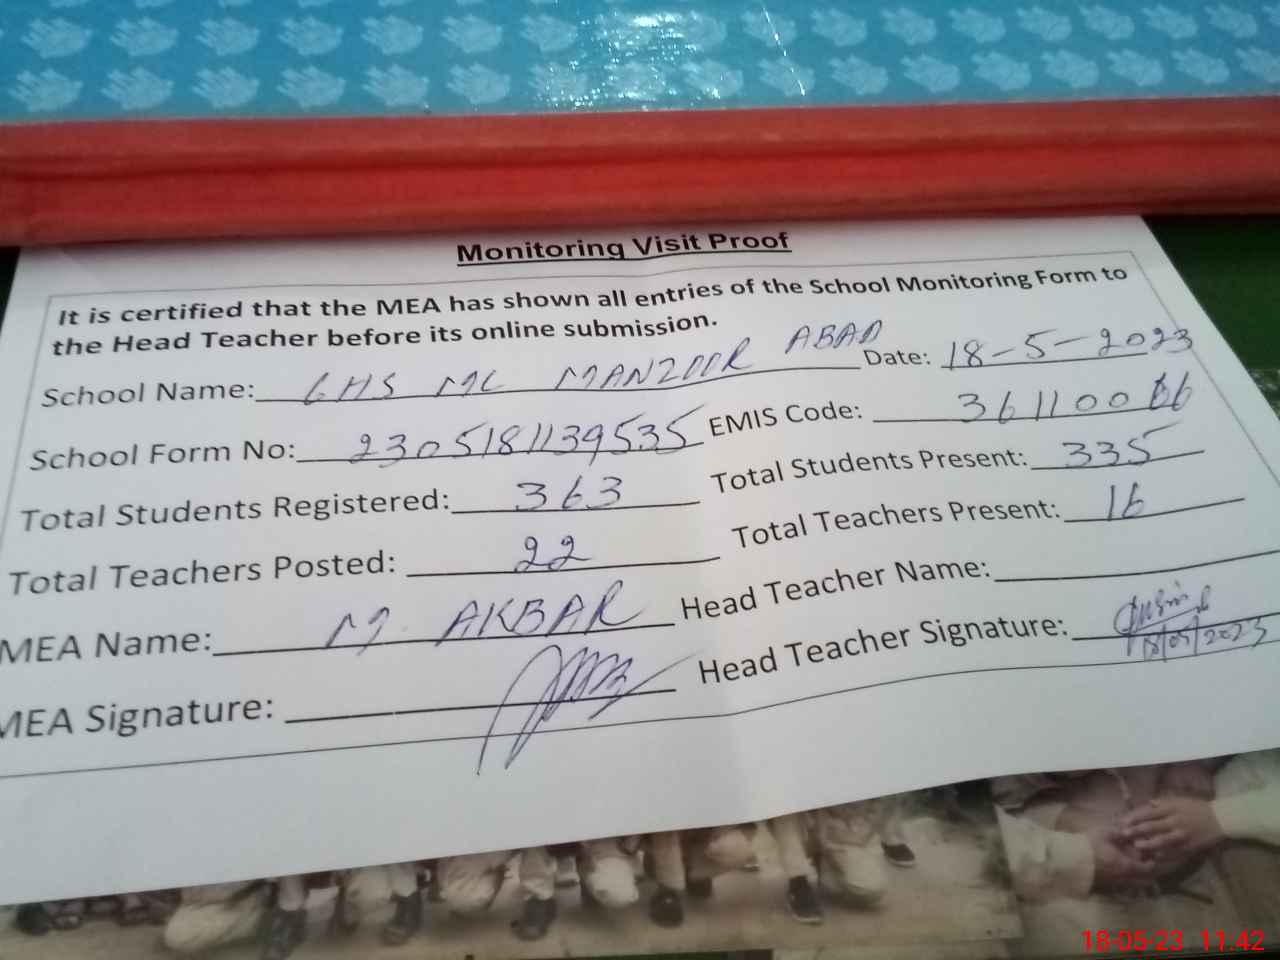 Monitoring Visit Proof
It is certified that the MEA has shown all entries of the School Monitoring Form to
the Head Teacher before its online submission.
School Name: GHS MC MANZOOR ABAD Date: 18-5-2023
School Form No: 2305181139535 EMIS Code: 36110066
Total Students Registered: 363 Total Students Present: 335
Total Teachers Posted: 22 Total Teachers Present: 16
MEA Name: M. AKBAR Head Teacher Name:
MEA Signature: Head Teacher Signature:
18/05/2023
18-05-23 11:42